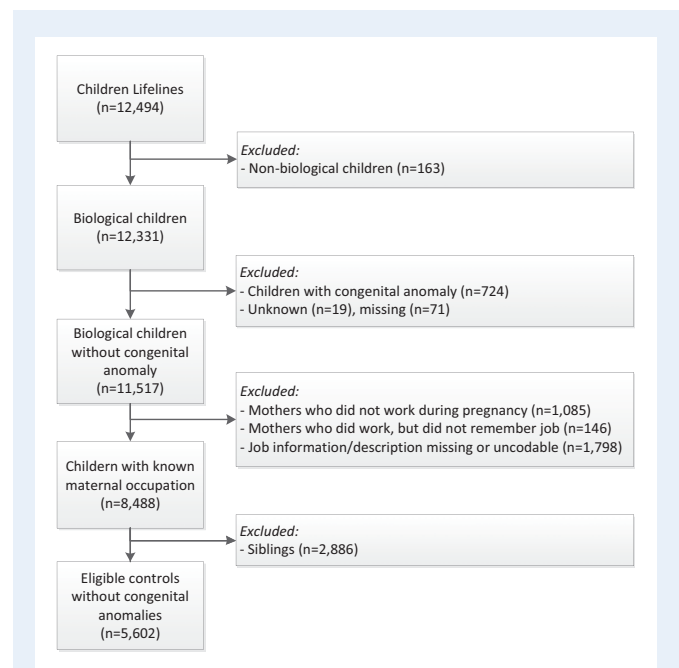 Children Lifelines
(n=12,494)
Excluded:
- Non-biological children (n=163)
Biological children
(n=12,331)
Excluded:
- Children with congenital anomaly (n=724)
- Unknown (n=19), missing (n=71)
Biological children
without congenital
anomaly
(n=11,517)
Excluded:
- Mothers who did not work during pregnancy (n=1,085)
- Mothers who did work, but did not remember job (n=146)
- Job information/description missing or uncodable (n=1,798)
Childern with known
maternal occupation
(n=8,488)
Excluded:
- Siblings (n=2,886)
Eligible controls
without congenital
anomalies
(n=5,602)